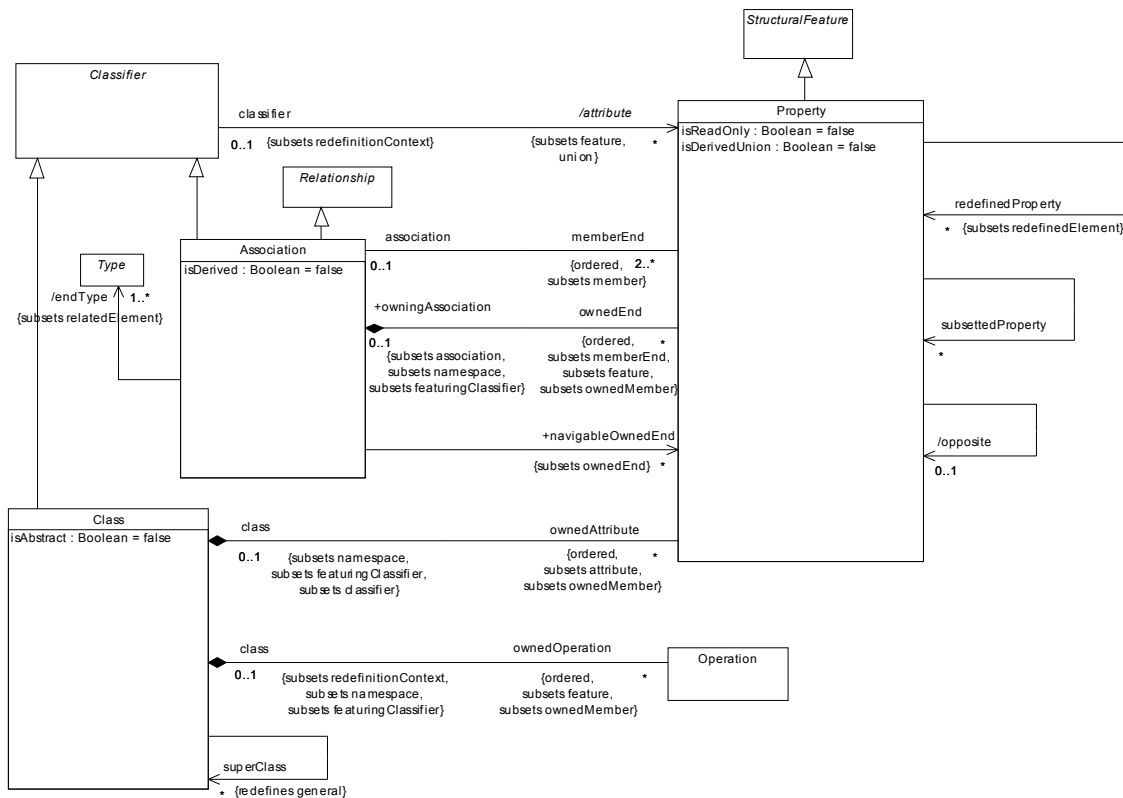 StructuralFeature
Classifier
classifier
/attribute
0..1
{subsets redefinitionContext}
{subsets feature,
union}
*
Property
isReadOnly : Boolean = false
isDerivedUnion : Boolean = false
Relationship
redefinedProperty
*
{subsets redefinedElement}
Association
isDerived : Boolean = false
association
memberEnd
0..1
{ordered,
subsets member}
2..*
Type
/endType
1..*
{subsets relatedElement}
+owningAssociation
ownedEnd
0..1
{subsets association,
subsets namespace,
subsets featuringClassifier}
{ordered,
subsets memberEnd,
subsets feature,
subsets ownedMember}
*
subsettedProperty
*
+navigableOwnedEnd
{subsets ownedEnd}
*
/opposite
0..1
Class
isAbstract : Boolean = false
class
ownedAttribute
0..1
{subsets namespace,
subsets featuringClassifier,
subsets classifier}
{ordered,
subsets attribute,
subsets ownedMember}
*
class
ownedOperation
0..1
{subsets redefinitionContext,
subsets namespace,
subsets featuringClassifier}
{ordered,
subsets feature,
subsets ownedMember}
*
Operation
superClass
*
{redefines general}